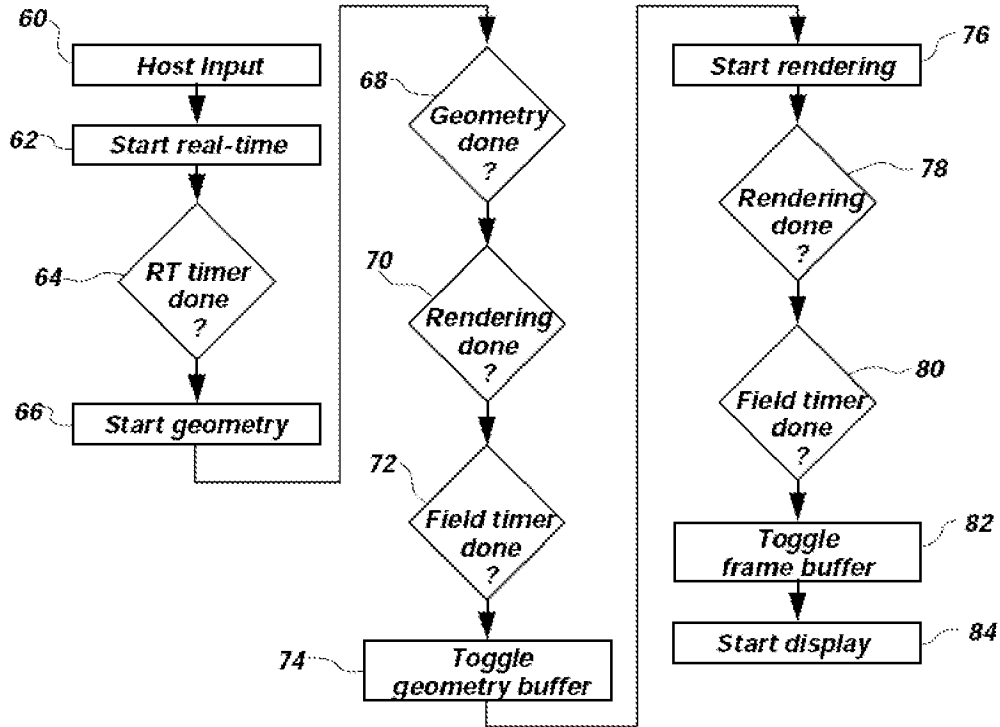 60
Host Input
62
Start real-time
64
RT timer
done
?
66
Start geometry
68
Geometry
done
?
70
Rendering
done
?
72
Field timer
done
?
74
Toggle
geometry buffer
76
Start rendering
78
Rendering
done
?
80
Field timer
done
?
82
Toggle
frame buffer
84
Start display